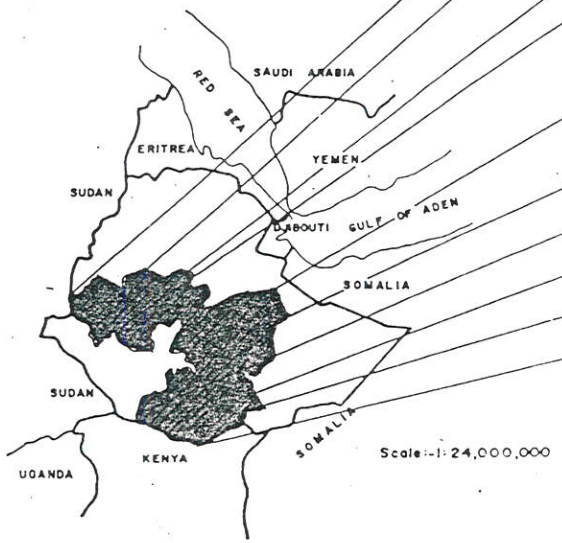 SAUDI ARABIA
RED SEA
ERITREA
YEMEN
SUDAN
DJABOUTI
GULF OF ADEN
SOMALIA
SUDAN
SOMALIA
Scale:-1:24,000,000
KENYA
UGANDA